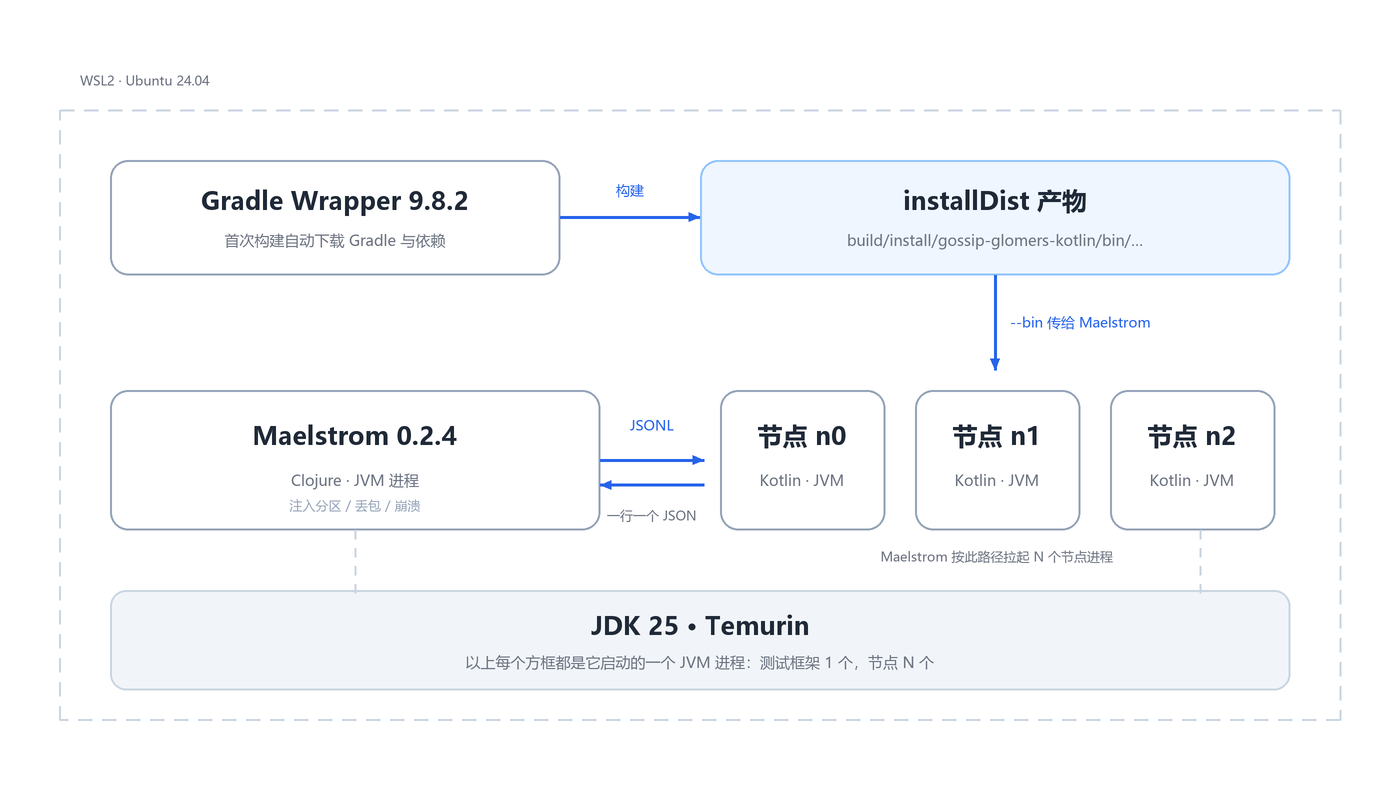 WSL2 · Ubuntu 24.04
Gradle Wrapper 9.8.2
首次构建自动下载 Gradle 与依赖
构建
installDist 产物
build/install/gossip-glomers-kotlin/bin/...
--bin 传给 Maelstrom
Maelstrom 0.2.4
Clojure · JVM 进程
注入分区 / 丢包 / 崩溃
JSONL
一行一个 JSON
节点 n0
Kotlin · JVM
节点 n1
Kotlin · JVM
节点 n2
Kotlin · JVM
Maelstrom 按此路径拉起 N 个节点进程
JDK 25 • Temurin
以上每个方框都是它启动的一个 JVM 进程：测试框架 1 个，节点 N 个